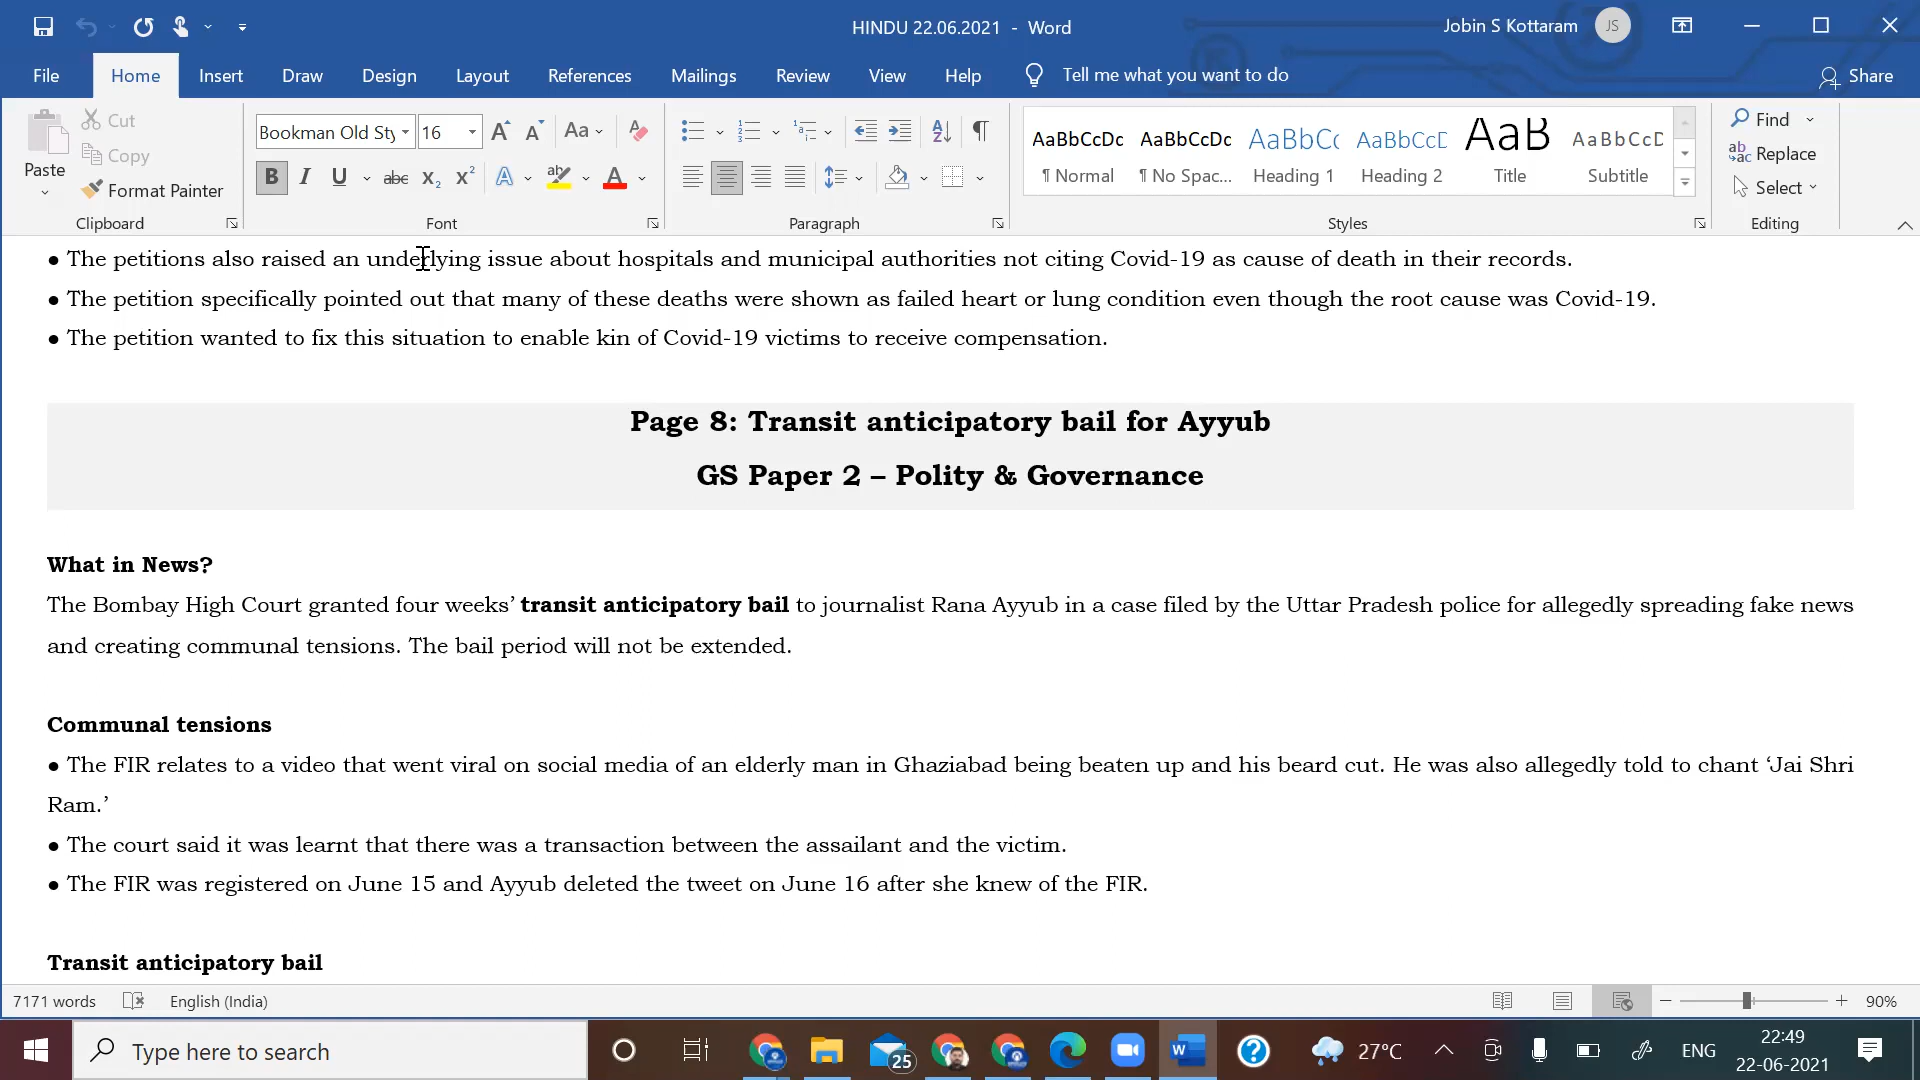 HINDU 22.06.2021 - Word
Jobin S Kottaram
JS
File Home Insert Draw Design Layout References Mailings Review View Help Tell me what you want to do Share
Paste
Cut
Copy
Format Painter
Clipboard
Bookman Old Sty 16
Font
Paragraph
AaBbCcDc AaBbCcDc AaBbCc AaBbCcD AaB AaBbCcD
¶ Normal ¶ No Spac... Heading 1 Heading 2 Title Subtitle
Styles
Find
Replace
Select
Editing
● The petitions also raised an underlying issue about hospitals and municipal authorities not citing Covid-19 as cause of death in their records.
● The petition specifically pointed out that many of these deaths were shown as failed heart or lung condition even though the root cause was Covid-19.
● The petition wanted to fix this situation to enable kin of Covid-19 victims to receive compensation.
Page 8: Transit anticipatory bail for Ayyub
GS Paper 2 – Polity & Governance
What in News?
The Bombay High Court granted four weeks’ transit anticipatory bail to journalist Rana Ayyub in a case filed by the Uttar Pradesh police for allegedly spreading fake news
and creating communal tensions. The bail period will not be extended.
Communal tensions
● The FIR relates to a video that went viral on social media of an elderly man in Ghaziabad being beaten up and his beard cut. He was also allegedly told to chant ‘Jai Shri
Ram.’
● The court said it was learnt that there was a transaction between the assailant and the victim.
● The FIR was registered on June 15 and Ayyub deleted the tweet on June 16 after she knew of the FIR.
Transit anticipatory bail
7171 words English (India) 90%
Type here to search
25
27°C
ENG
22:49
22-06-2021